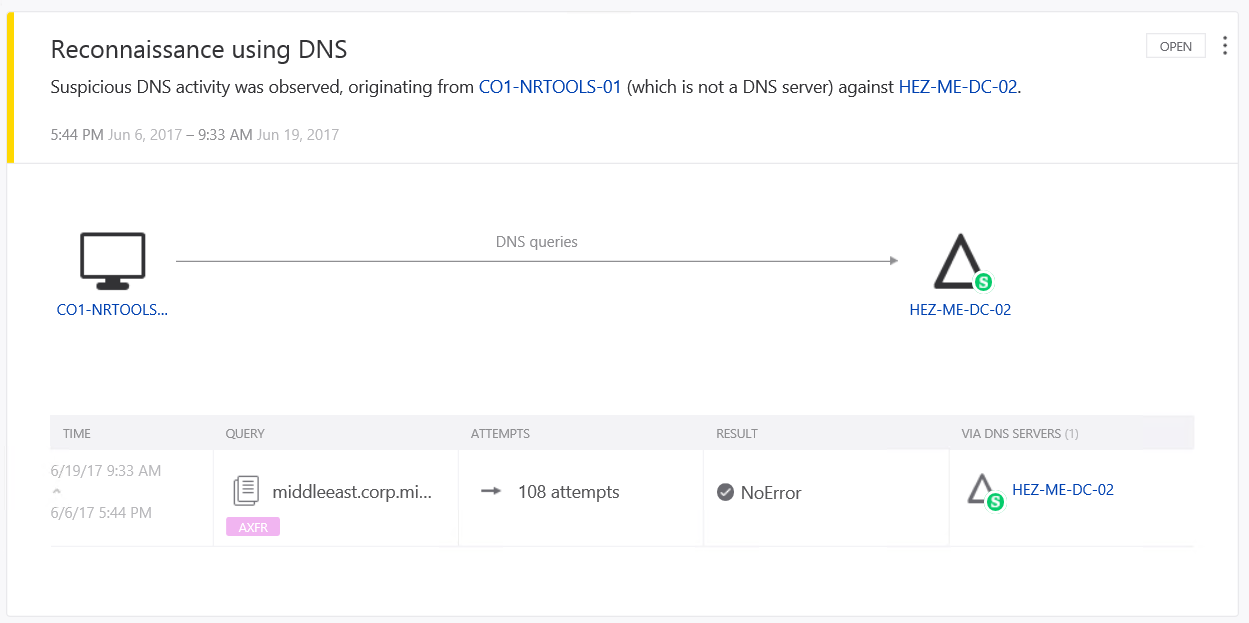 Reconnaissance using DNS
OPEN
Suspicious DNS activity was observed, originating from CO1-NRTOOLS-01 (which is not a DNS server) against HEZ-ME-DC-02.
5:44 PM Jun 6, 2017 – 9:33 AM Jun 19, 2017
DNS queries
CO1-NRTOOLS...
S
HEZ-ME-DC-02
TIME QUERY ATTEMPTS RESULT VIA DNS SERVERS (1)
6/19/17 9:33 AM
6/6/17 5:44 PM
middleeast.corp.mi...
AXFR
108 attempts
NoError
S
HEZ-ME-DC-02